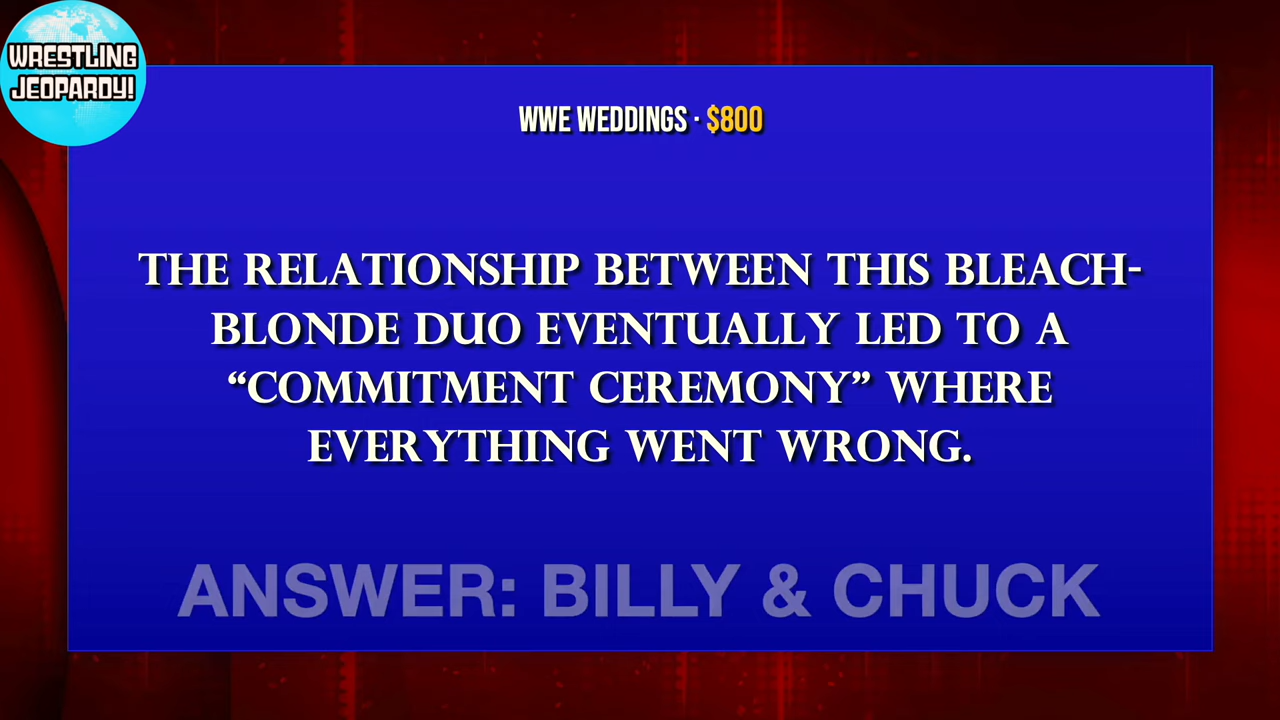 WRESTLING
JEOPARDY!
WWE WEDDINGS · $800
THE RELATIONSHIP BETWEEN THIS BLEACH-
BLONDE DUO EVENTUALLY LED TO A
“COMMITMENT CEREMONY” WHERE
EVERYTHING WENT WRONG.
ANSWER: BILLY & CHUCK